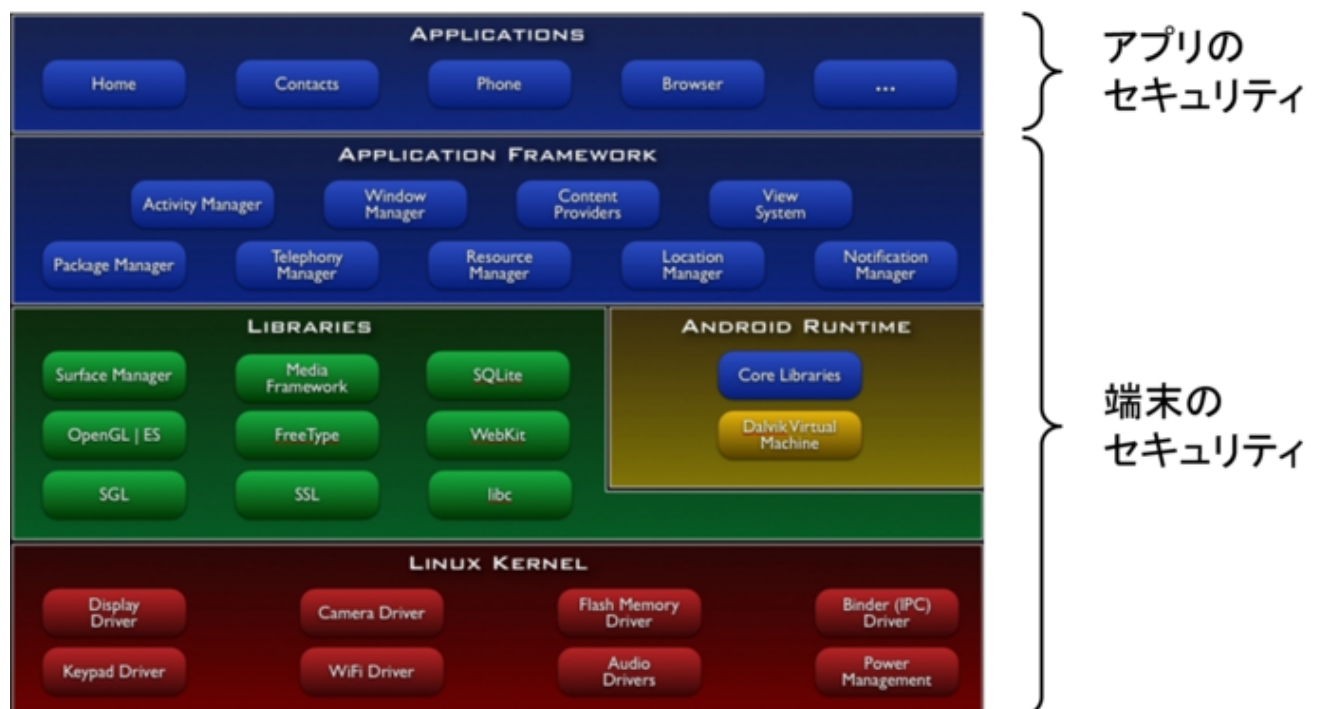 APPLICATIONS
Home
Contacts
Phone
Browser
...
アプリの
セキュリティ
APPLICATION FRAMEWORK
Activity Manager
Window
Manager
Content
Providers
View
System
Package Manager
Telephony
Manager
Resource
Manager
Location
Manager
Notification
Manager
LIBRARIES
Surface Manager
Media
Framework
SQLite
OpenGL | ES
FreeType
WebKit
SGL
SSL
libc
ANDROID RUNTIME
Core Libraries
Dalvik Virtual
Machine
端末の
セキュリティ
LINUX KERNEL
Display
Driver
Camera Driver
Flash Memory
Driver
Binder (IPC)
Driver
Keypad Driver
WiFi Driver
Audio
Drivers
Power
Management